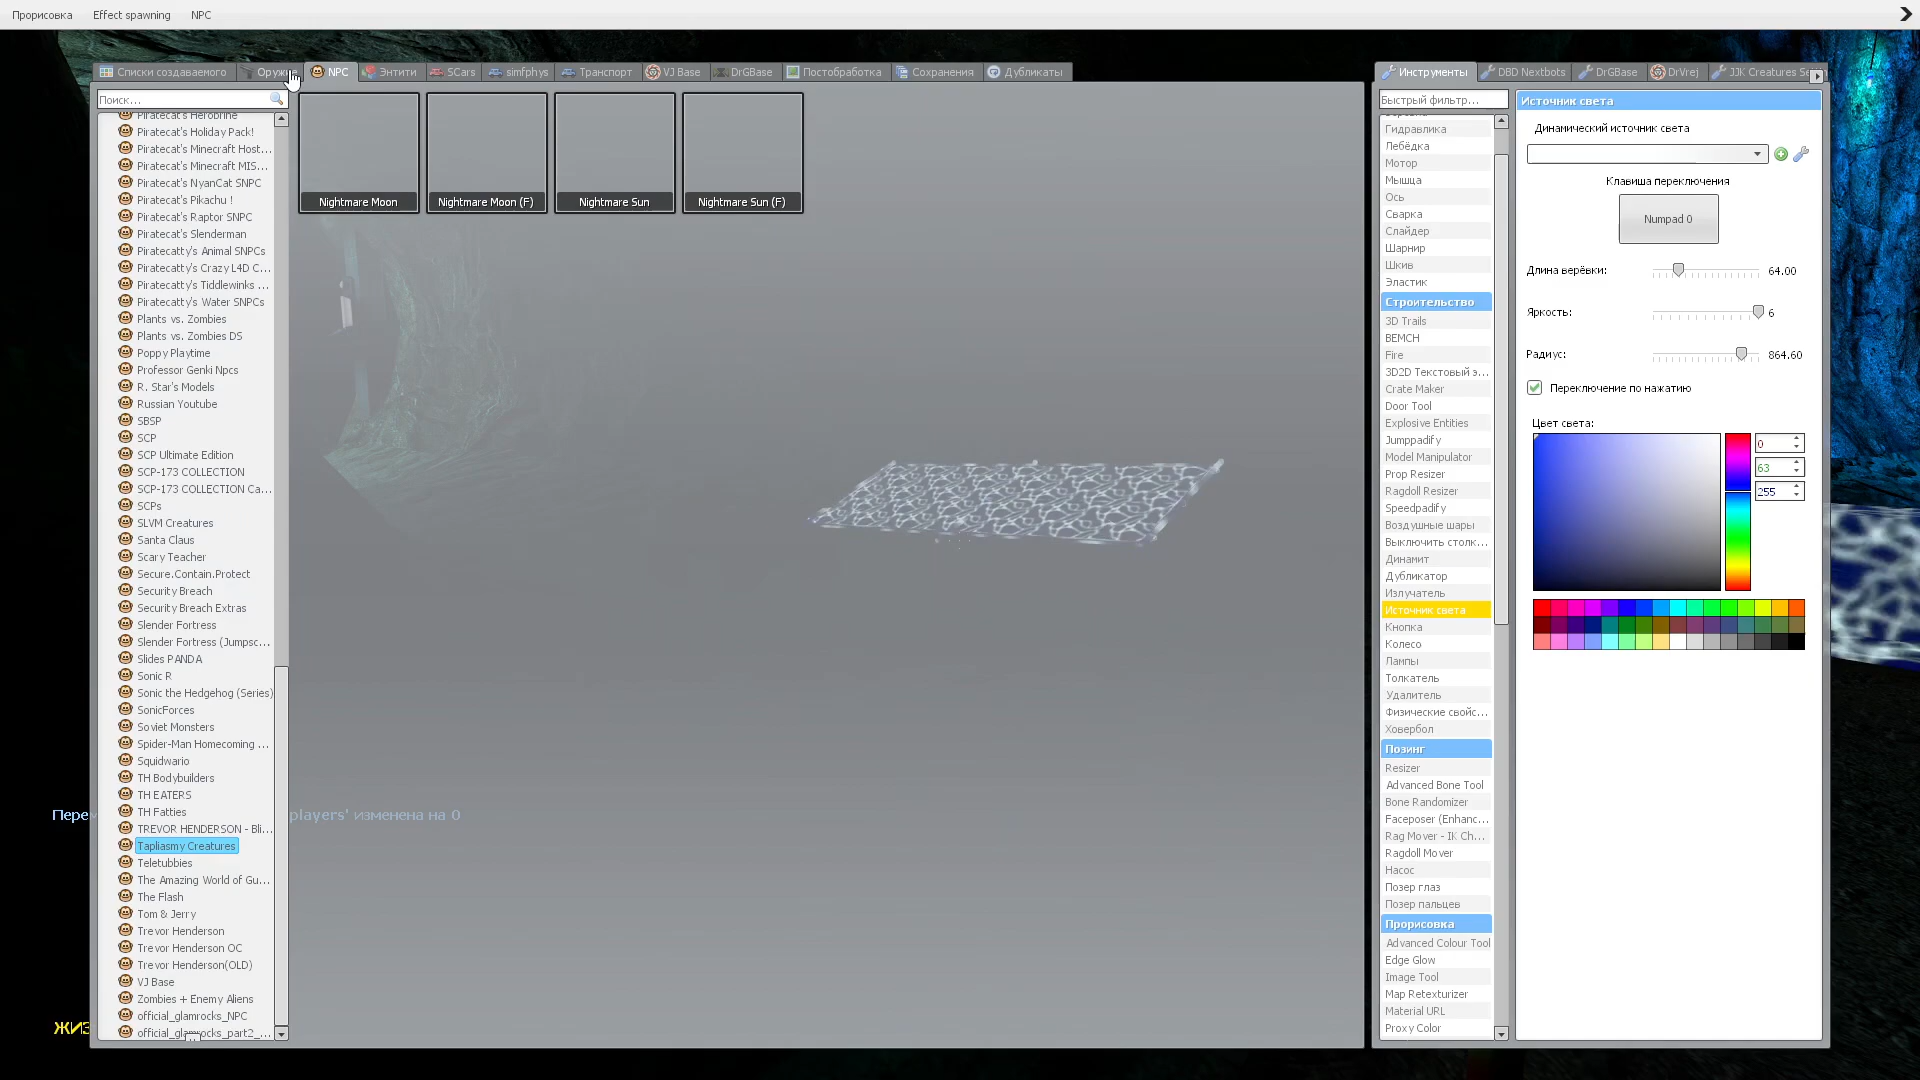 Прорисовка Effect spawning NPC
Списки создаваемого
NPC
Энтити
SCars
simfphys
Транспорт
VJ Base
DrGBase
Постобработка
Сохранения
Дубликаты
Поиск...
Piratecat's Herobrine
Piratecat's Holiday Pack!
Piratecat's Minecraft Host...
Piratecat's Minecraft MIS...
Piratecat's NyanCat SNPC
Piratecat's Pikachu !
Piratecat's Raptor SNPC
Piratecat's Slenderman
Piratecatty's Animal SNPCs
Piratecatty's Crazy L4D C...
Piratecatty's Tiddlewinks ...
Piratecatty's Water SNPCs
Plants vs. Zombies
Plants vs. Zombies DS
Poppy Playtime
Professor Genki Npcs
R. Star's Models
Russian Youtube
SBSP
SCP
SCP Ultimate Edition
SCP-173 COLLECTION
SCP-173 COLLECTION Ca...
SCPs
SLVM Creatures
Santa Claus
Scary Teacher
Secure.Contain.Protect
Security Breach
Security Breach Extras
Slender Fortress
Slender Fortress (Jumpsc...
Slides PANDA
Sonic R
Sonic the Hedgehog (Series)
SonicForces
Soviet Monsters
Spider-Man Homecoming ...
Squidwario
TH Bodybuilders
TH EATERS
TH Fatties
TREVOR HENDERSON - Bli...
Tapliasmy Creatures
Teletubbies
The Amazing World of Gu...
The Flash
Tom & Jerry
Trevor Henderson
Trevor Henderson OC
Trevor Henderson(OLD)
VJ Base
Zombies + Enemy Aliens
official_glamrocks_NPC
official_glamrocks_part2_...
Nightmare Moon
Nightmare Moon (F)
Nightmare Sun
Nightmare Sun (F)
players' изменена на 0
Инструменты
DBD Nextbots
DrGBase
DrVrej
JJK Creatures
Быстрый фильтр...
Гидравлика
Лебёдка
Мотор
Мышца
Ось
Сварка
Слайдер
Шарнир
Шкив
Эластик
Строительство
3D Trails
BEMCH
Fire
3D2D Текстовый э...
Crate Maker
Door Tool
Explosive Entities
Jumppadify
Model Manipulator
Prop Resizer
Ragdoll Resizer
Speedpadify
Воздушные шары
Выключить столк...
Динамит
Дубликатор
Излучатель
Источник света
Кнопка
Колесо
Лампы
Толкатель
Удалитель
Физические свойс...
Ховербол
Позинг
Resizer
Advanced Bone Tool
Bone Randomizer
Faceposer (Enhanc...
Rag Mover - IK Ch...
Ragdoll Mover
Насос
Позер глаз
Позер пальцев
Прорисовка
Advanced Colour Tool
Edge Glow
Image Tool
Map Retexturizer
Material URL
Proxy Color
Источник света
Динамический источник света
Клавиша переключения
Numpad 0
Длина верёвки: 64.00
Яркость: 6
Радиус: 864.60
Переключение по нажатию
Цвет света:
0
63
255